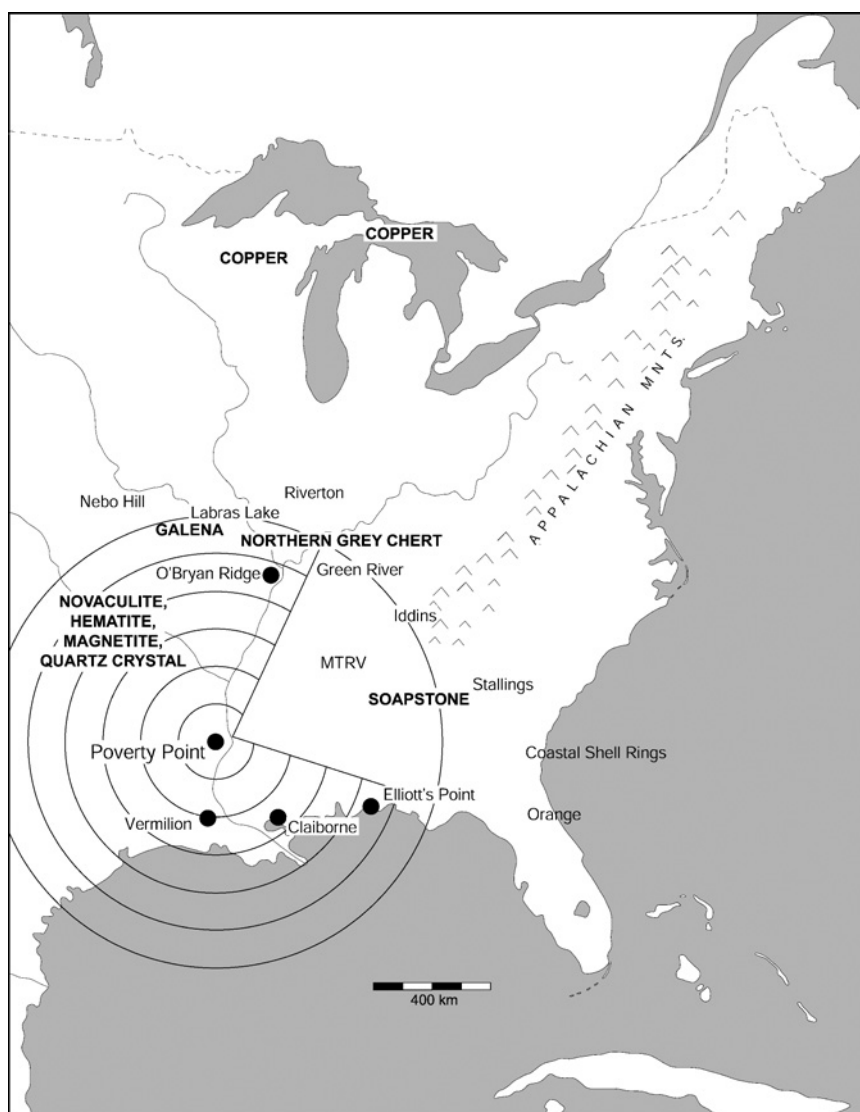 COPPER
COPPER
APPALACHIAN MNTS.
Nebo Hill
Riverton
Labras Lake
GALENA
NORTHERN GREY CHERT
O'Bryan Ridge
Green River
NOVACULITE,
HEMATITE,
MAGNETITE,
QUARTZ CRYSTAL
Iddins
MTRV
Stallings
SOAPSTONE
Poverty Point
Coastal Shell Rings
Elliott's Point
Vermilion
Claiborne
Orange
400 km